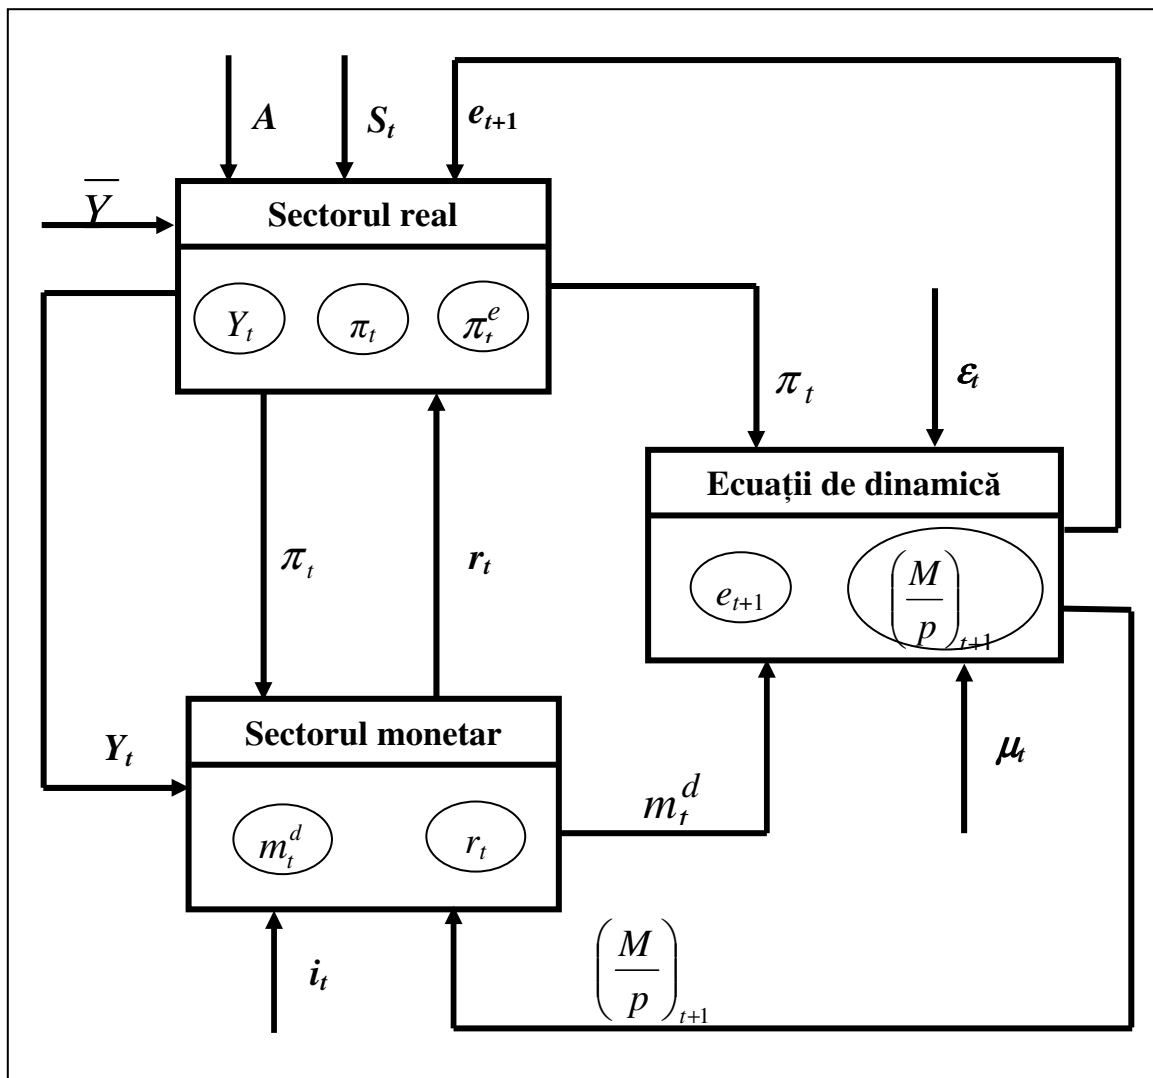 A
S_t
e_{t+1}
\overline{Y}
Sectorul real
Y_t
π_t
π_t^e
π_t
ε_t
Ecuații de dinamică
e_{t+1}
(M/p)_{t+1}
π_t
r_t
Y_t
Sectorul monetar
m_t^d
μ_t
m_t^d
r_t
i_t
(M/p)_{t+1}